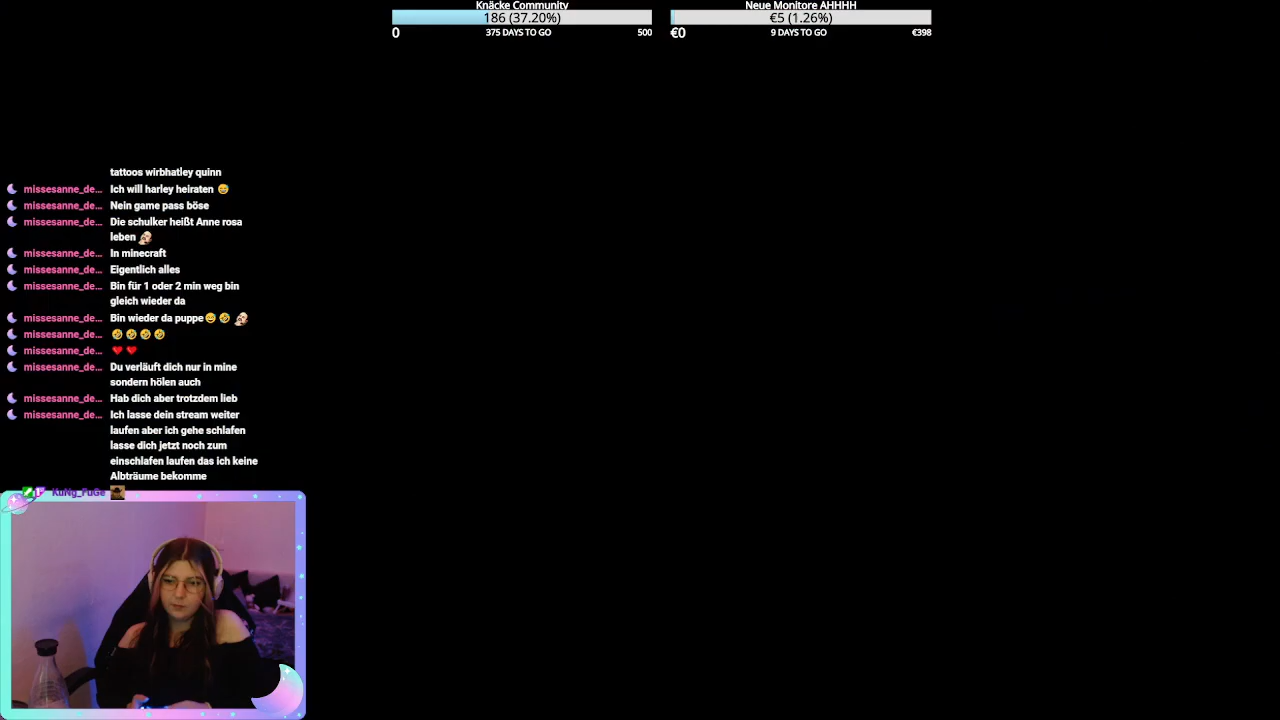 Knäcke Community
186 (37.20%)
0
375 DAYS TO GO
500
Neue Monitore AHHHH
€5 (1.26%)
€0
9 DAYS TO GO
€398
tattoos wirbhatley quinn
missesanne_de... Ich will harley heiraten
missesanne_de... Nein game pass böse
missesanne_de... Die schulker heißt Anne rosa
leben
missesanne_de... In minecraft
missesanne_de... Eigentlich alles
missesanne_de... Bin für 1 oder 2 min weg bin
gleich wieder da
missesanne_de... Bin wieder da puppe
missesanne_de...
missesanne_de...
missesanne_de... Du verläuft dich nur in mine
sondern hölen auch
missesanne_de... Hab dich aber trotzdem lieb
missesanne_de... Ich lasse dein stream weiter
laufen aber ich gehe schlafen
lasse dich jetzt noch zum
einschlafen laufen das ich keine
Albträume bekomme
KuNg_FuGe